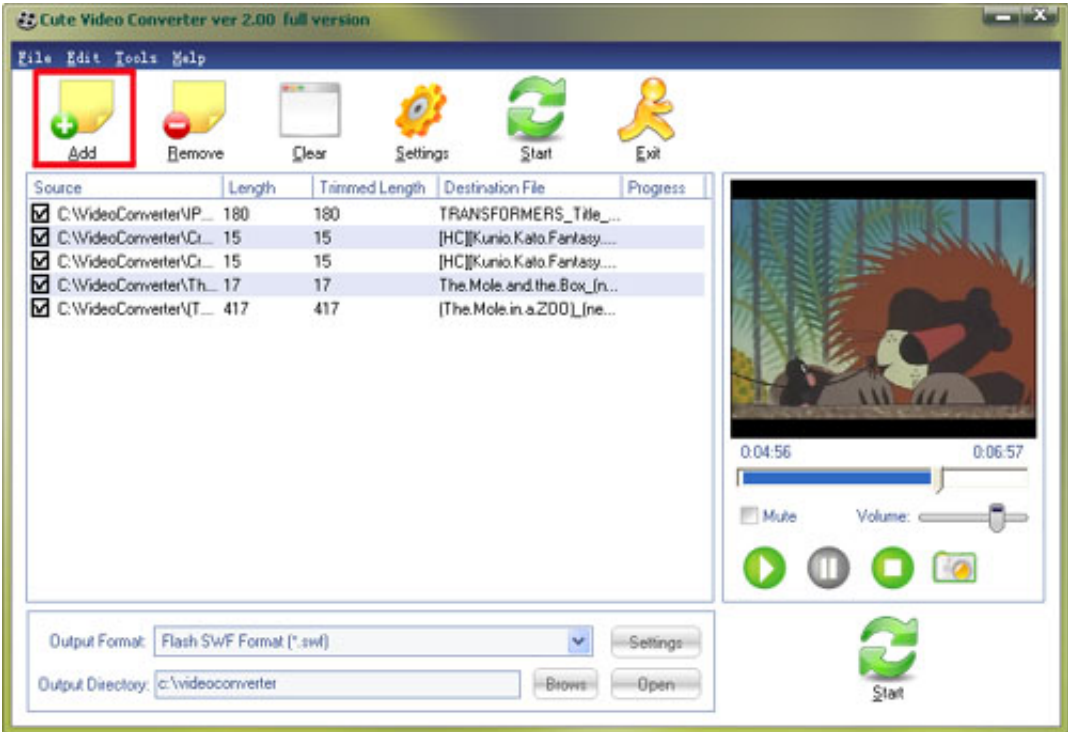 Cute Video Converter ver 2.00 full version
File Edit Tools Help
Add Remove Clear Settings Start Exit
Source Length Trimmed Length Destination File Progress
C:\VideoConverter\IP... 180 180 TRANSFORMERS_Title_...
C:\VideoConverter\Cr... 15 15 [HC][Kunio.Kato.Fantasy....
C:\VideoConverter\Cr... 15 15 [HC][Kunio.Kato.Fantasy....
C:\VideoConverter\Th... 17 17 The.Mole.and.the.Box_(n...
C:\VideoConverter\(T... 417 417 (The.Mole.in.a.ZOO)_(ne...
0:04:56 0:06:57
Mute Volume:
Output Format: Flash SWF Format (*.swf) Settings
Output Directory: c:\videoconverter Brows Open
Start